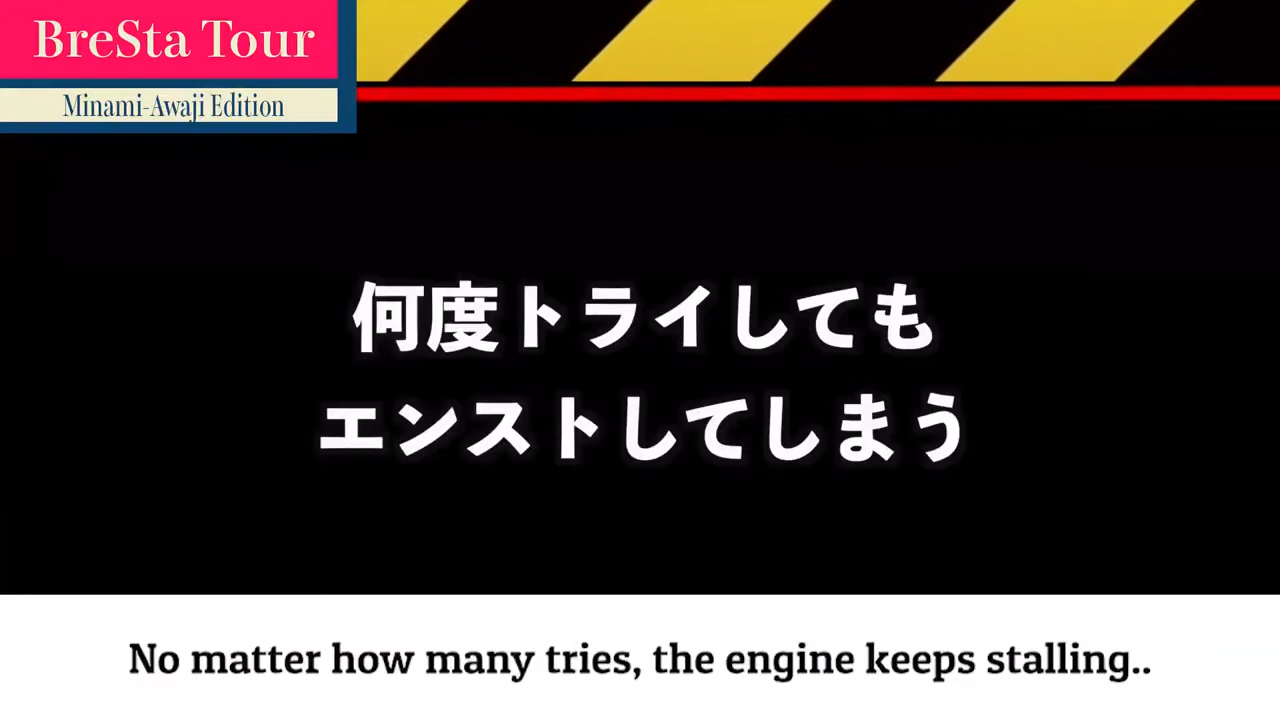 BreSta Tour
Minami-Awaji Edition
何度トライしても
エンストしてしまう
No matter how many tries, the engine keeps stalling..